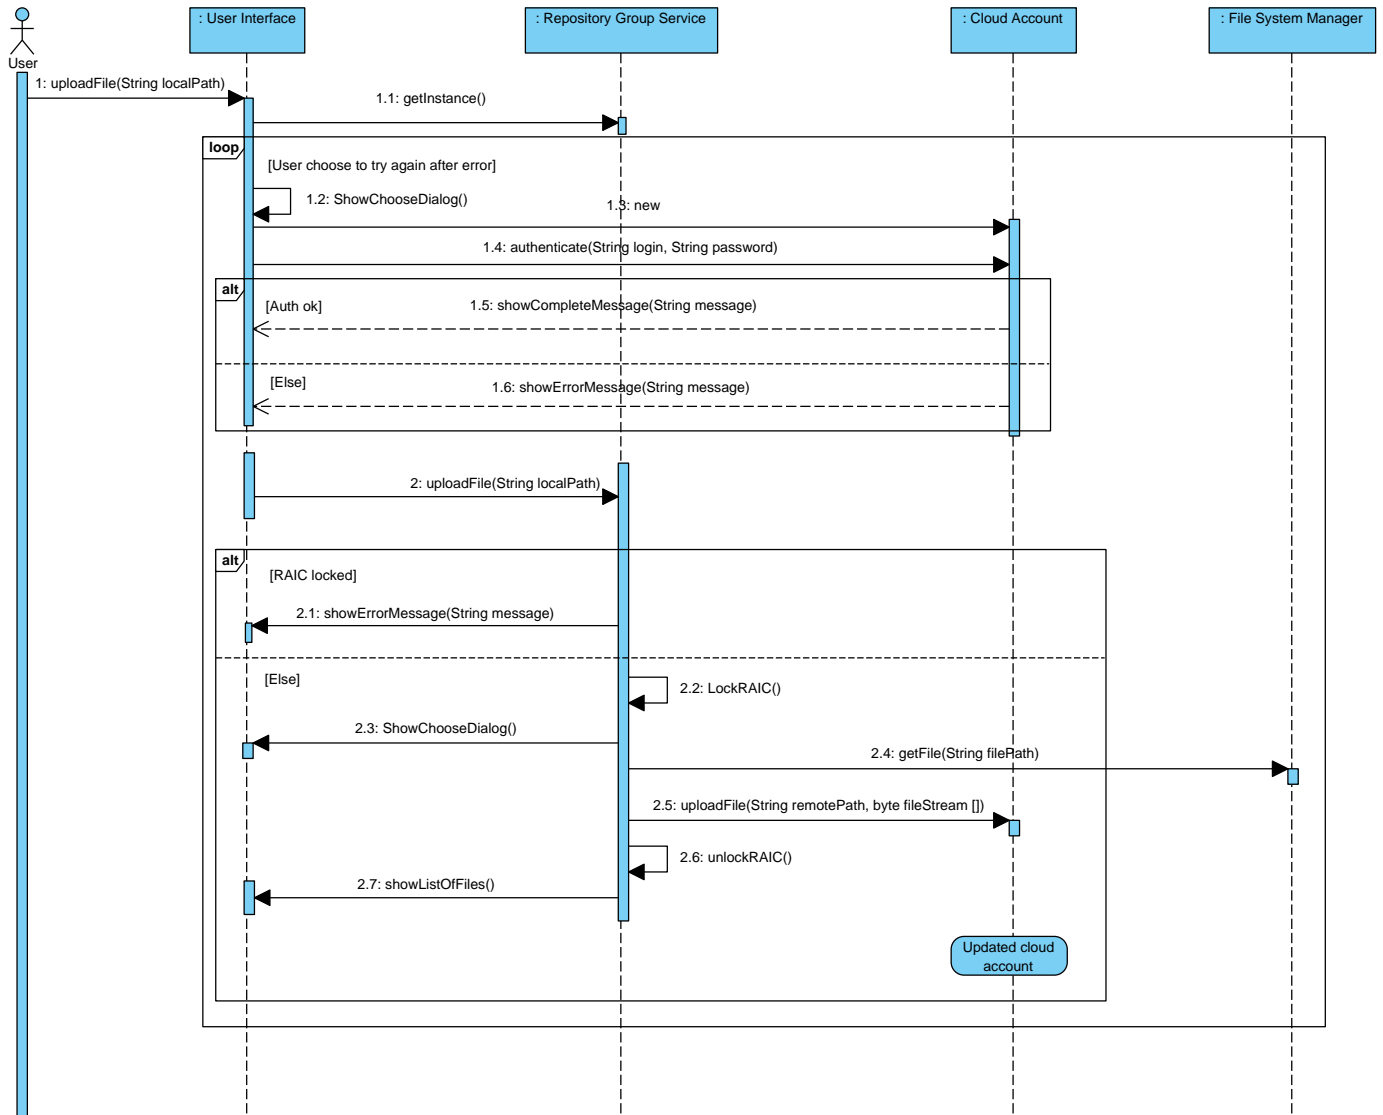 : User Interface
: Repository Group Service
: Cloud Account
: File System Manager
User
1: uploadFile(String localPath)
1.1: getInstance()
loop
[User choose to try again after error]
1.2: ShowChooseDialog()
1.3: new
1.4: authenticate(String login, String password)
alt
[Auth ok]
1.5: showCompleteMessage(String message)
[Else]
1.6: showErrorMessage(String message)
2: uploadFile(String localPath)
alt
[RAIC locked]
2.1: showErrorMessage(String message)
[Else]
2.2: LockRAIC()
2.3: ShowChooseDialog()
2.4: getFile(String filePath)
2.5: uploadFile(String remotePath, byte fileStream [])
2.6: unlockRAIC()
2.7: showListOfFiles()
Updated cloud
account